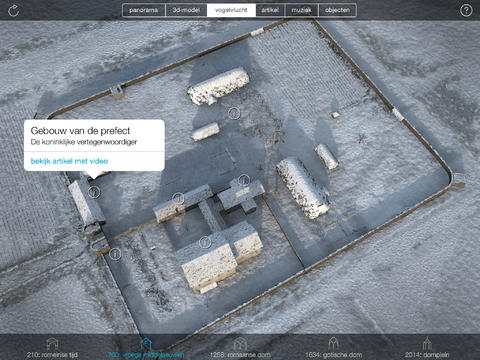 panorama
3d-model
vogelvlucht
artikel
muziek
objecten
?
Gebouw van de prefect
De koninklijke vertegenwoordiger
bekijk artikel met video
210: romeinse tijd
760: vroege middeleeuwen
1258: romaanse dom
1634: gotische dom
2014: domplein